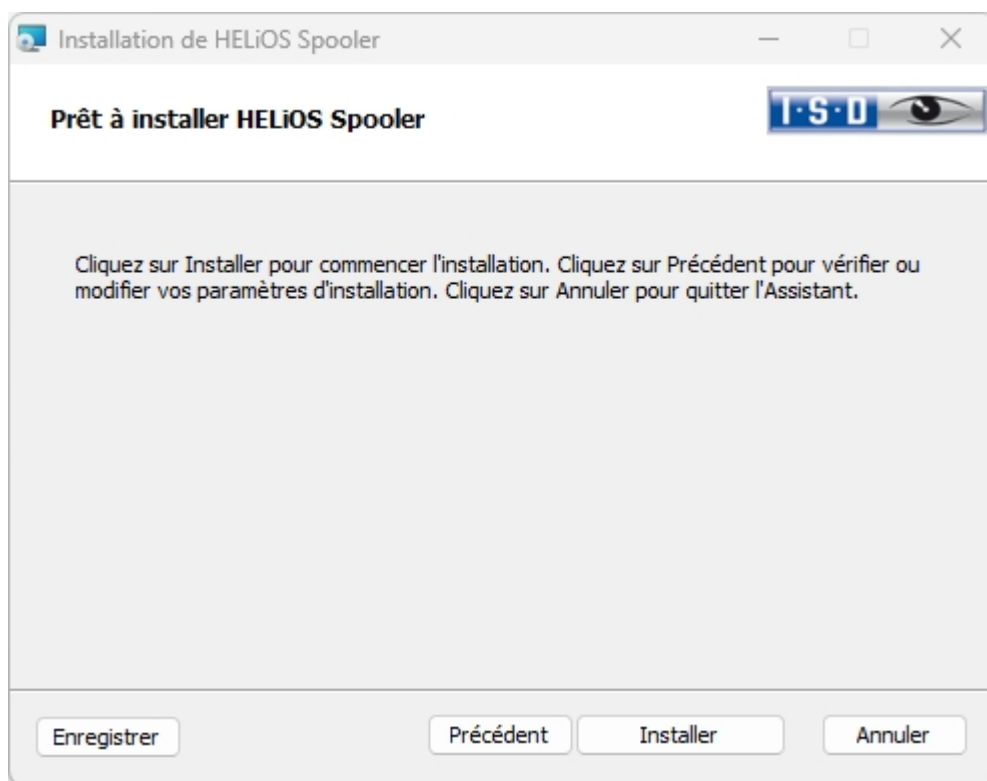 Installation de HELiOS Spooler
Prêt à installer HELiOS Spooler
I·S·D
Cliquez sur Installer pour commencer l'installation. Cliquez sur Précédent pour vérifier ou
modifier vos paramètres d'installation. Cliquez sur Annuler pour quitter l'Assistant.
Enregistrer
Précédent
Installer
Annuler